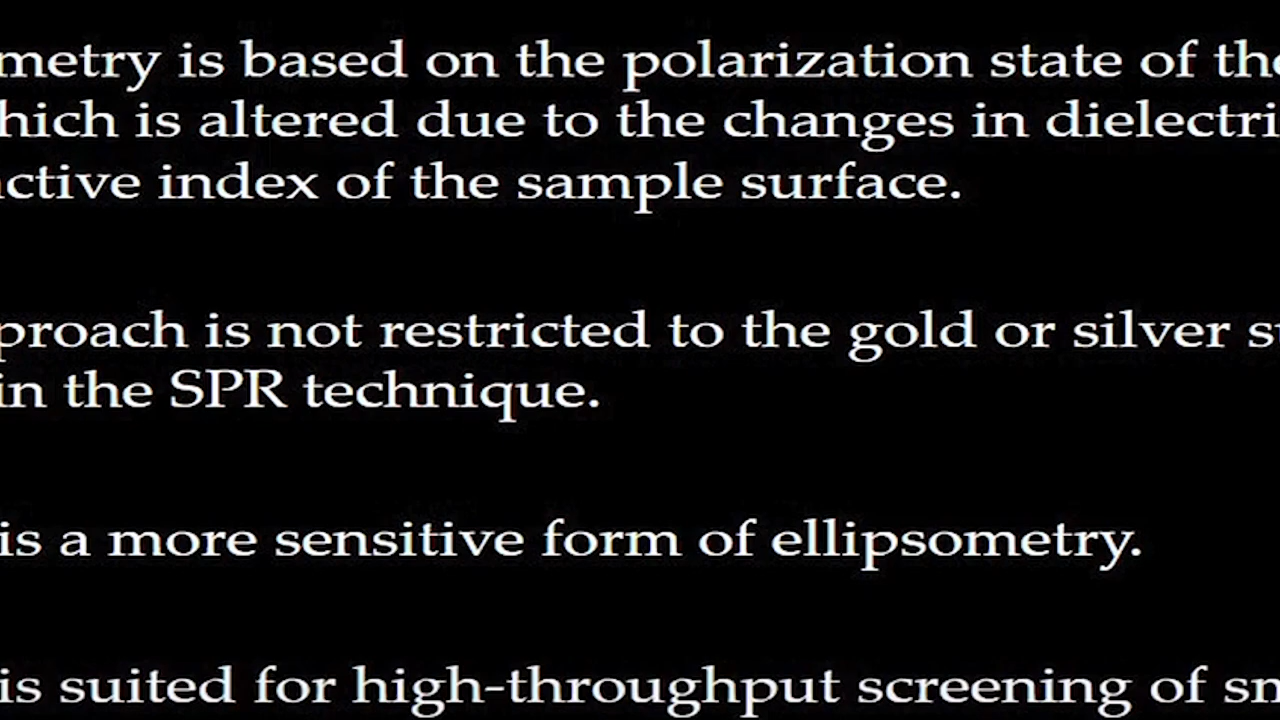 metry is based on the polarization state of the
hich is altered due to the changes in dielectri
ctive index of the sample surface.
proach is not restricted to the gold or silver s
in the SPR technique.
is a more sensitive form of ellipsometry.
is suited for high-throughput screening of sm